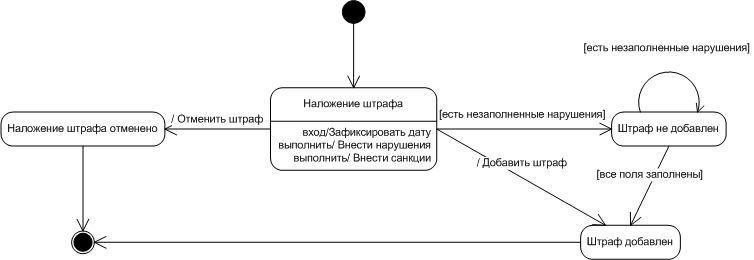 [есть незаполненные нарушения]
Наложение штрафа
/ Отменить штраф
[есть незаполненные нарушения]
Наложение штрафа отменено
вход/Зафиксировать дату
выполнить/ Внести нарушения
выполнить/ Внести санкции
Штраф не добавлен
/ Добавить штраф
[все поля заполнены]
Штраф добавлен